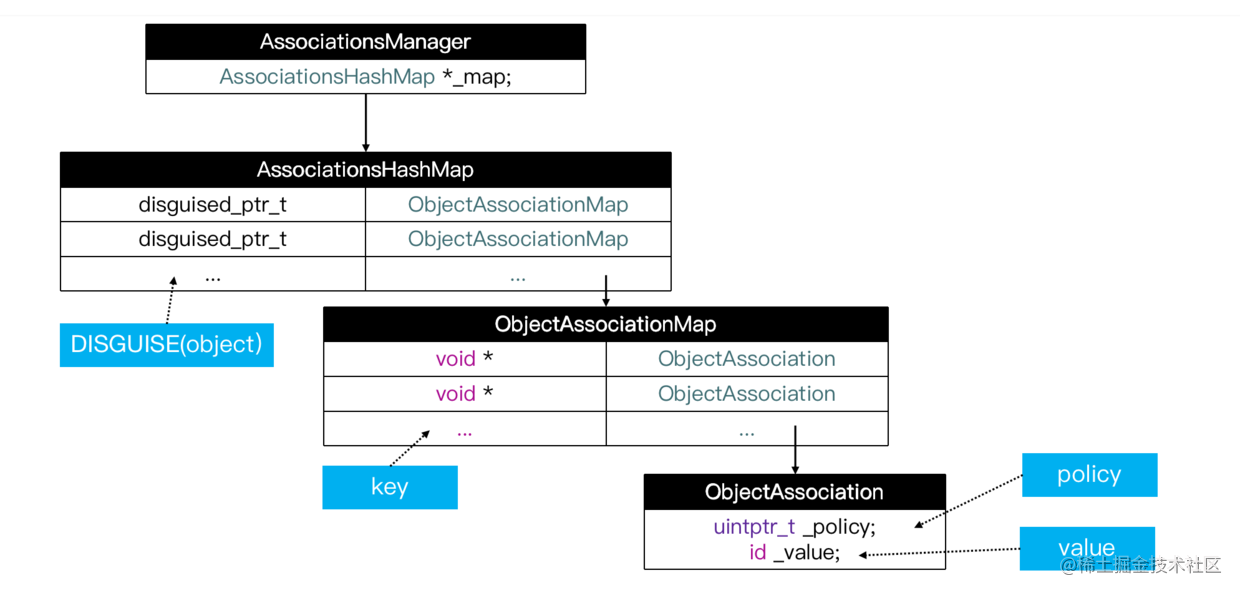 AssociationsManager
AssociationsHashMap *_map;
AssociationsHashMap
disguised_ptr_t ObjectAssociationMap
disguised_ptr_t ObjectAssociationMap
... ...
DISGUISE(object)
ObjectAssociationMap
void * ObjectAssociation
void * ObjectAssociation
... ...
key
ObjectAssociation
uintptr_t _policy;
id _value;
policy
value
@稀土掘金技术社区